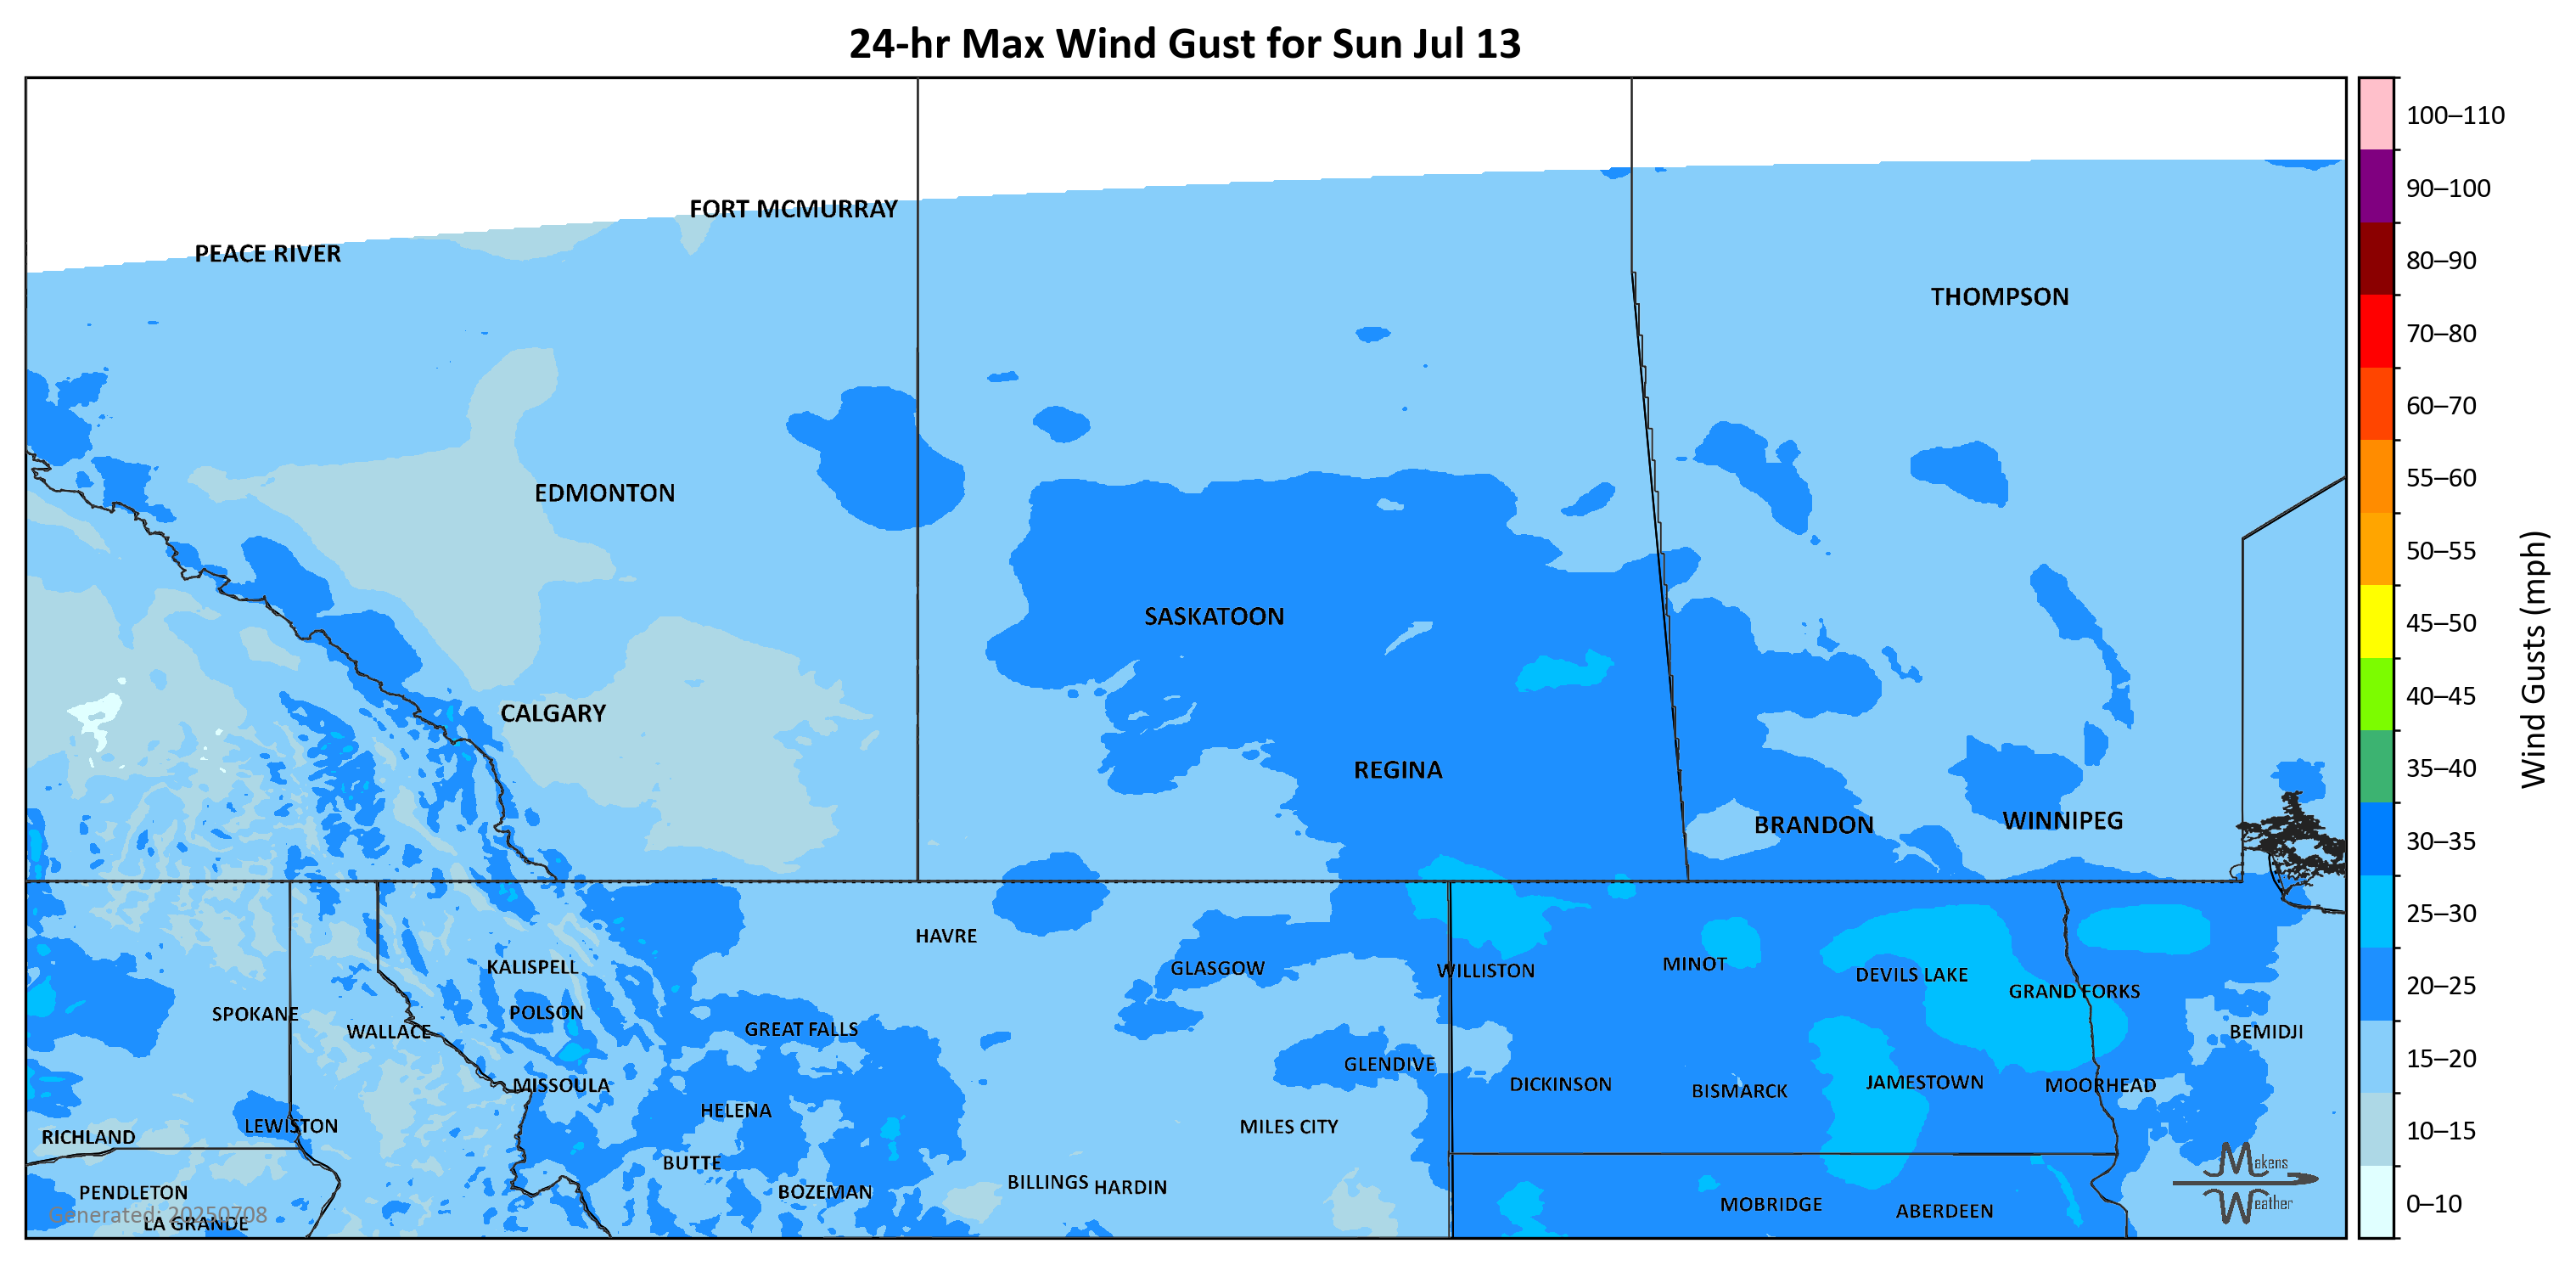 24-hr Max Wind Gust for Sun Jul 13
100–110
90–100
80–90
70–80
60–70
55–60
50–55
45–50
40–45
35–40
30–35
25–30
20–25
15–20
10–15
0–10
Wind Gusts (mph)
FORT MCMURRAY
PEACE RIVER
THOMPSON
EDMONTON
SASKATOON
CALGARY
REGINA
BRANDON
WINNIPEG
HAVRE
KALISPELL
GLASGOW
WILLISTON
MINOT
DEVILS LAKE
GRAND FORKS
SPOKANE
POLSON
WALLACE
GREAT FALLS
BEMIDJI
GLENDIVE
MISSOULA
DICKINSON
BISMARCK
JAMESTOWN
MOORHEAD
HELENA
LEWISTON
MILES CITY
RICHLAND
BUTTE
BOZEMAN
BILLINGS
HARDIN
PENDLETON
MOBRIDGE
ABERDEEN
LA GRANDE
Generated: 20250708
Makens
Weather